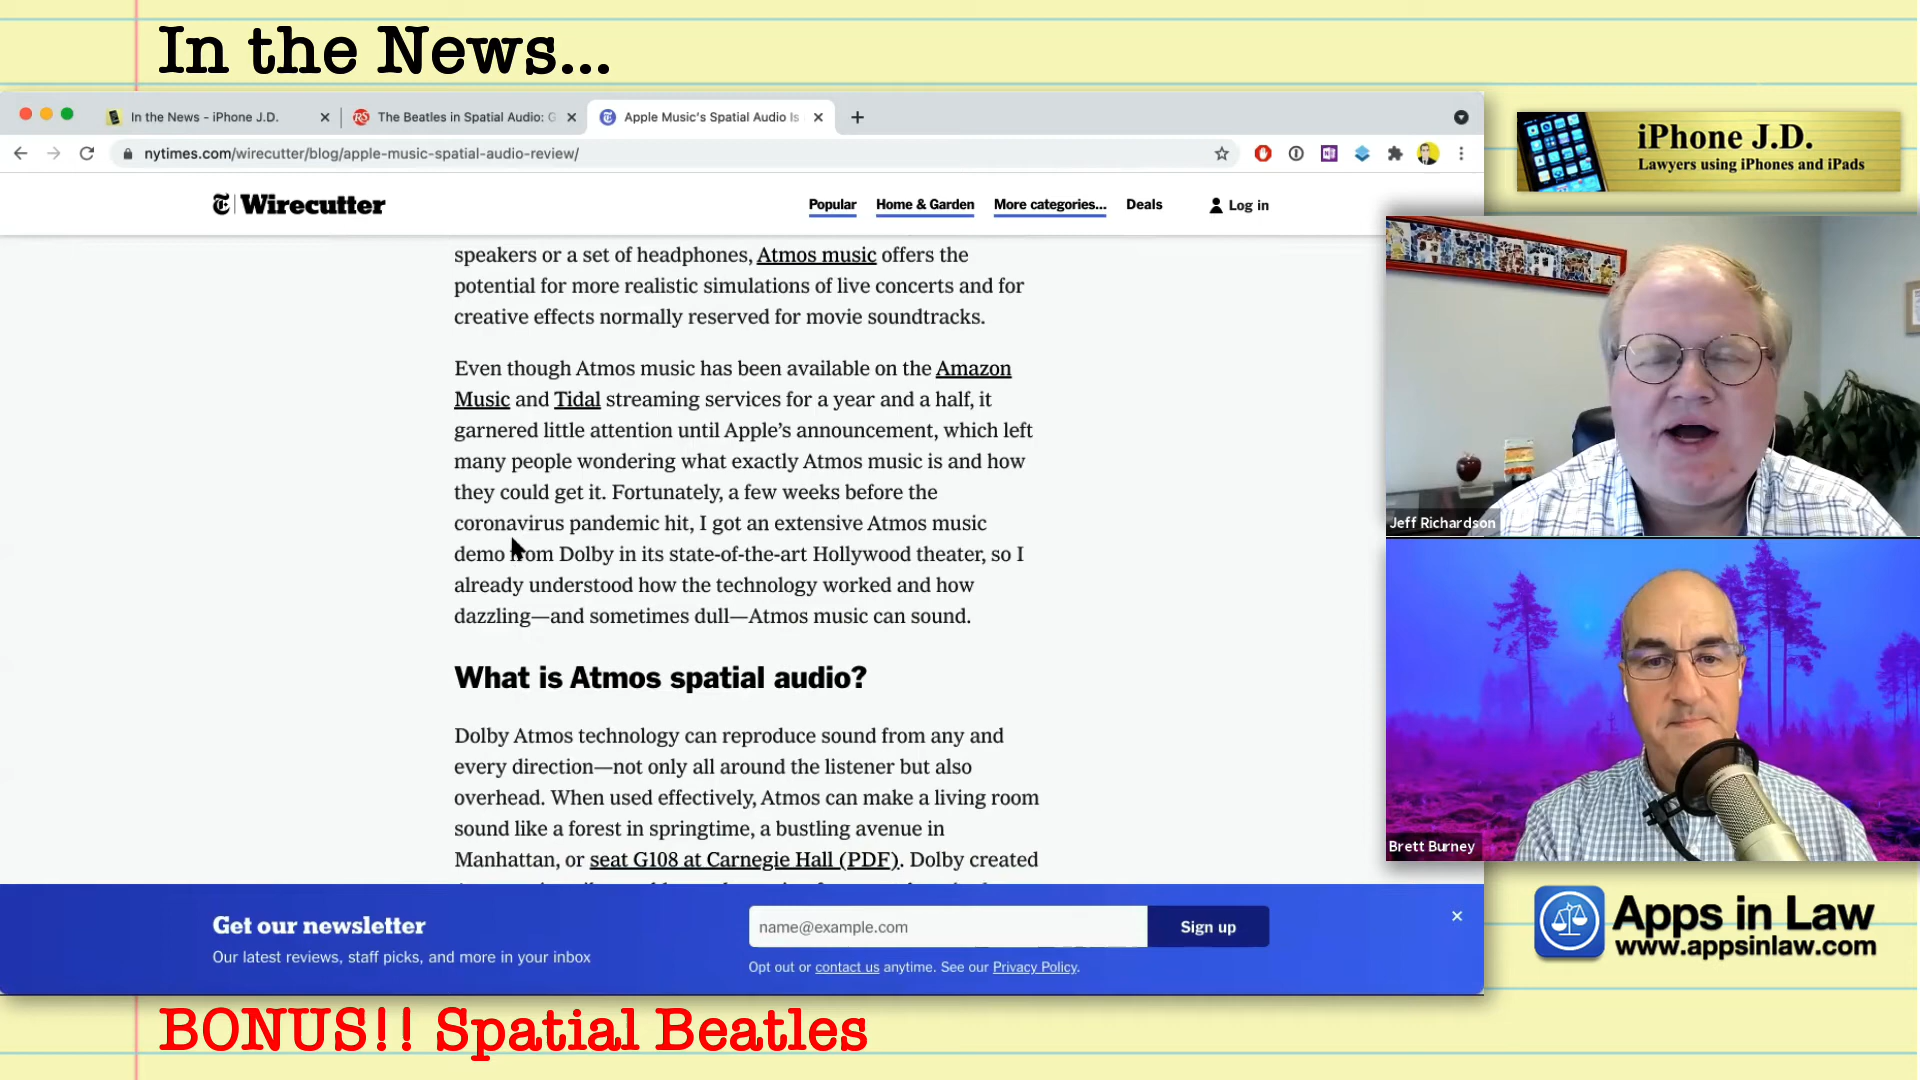 In the News...
In the News - iPhone J.D.
The Beatles in Spatial Audio: G
Apple Music's Spatial Audio Is
nytimes.com/wirecutter/blog/apple-music-spatial-audio-review/
Wirecutter
Popular
Home & Garden
More categories...
Deals
Log in
speakers or a set of headphones, Atmos music offers the
potential for more realistic simulations of live concerts and for
creative effects normally reserved for movie soundtracks.
Even though Atmos music has been available on the Amazon
Music and Tidal streaming services for a year and a half, it
garnered little attention until Apple’s announcement, which left
many people wondering what exactly Atmos music is and how
they could get it. Fortunately, a few weeks before the
coronavirus pandemic hit, I got an extensive Atmos music
demo from Dolby in its state-of-the-art Hollywood theater, so I
already understood how the technology worked and how
dazzling—and sometimes dull—Atmos music can sound.
What is Atmos spatial audio?
Dolby Atmos technology can reproduce sound from any and
every direction—not only all around the listener but also
overhead. When used effectively, Atmos can make a living room
sound like a forest in springtime, a bustling avenue in
Manhattan, or seat G108 at Carnegie Hall (PDF). Dolby created
Get our newsletter
Our latest reviews, staff picks, and more in your inbox
name@example.com
Sign up
Opt out or contact us anytime. See our Privacy Policy.
iPhone J.D.
Lawyers using iPhones and iPads
Jeff Richardson
Brett Burney
Apps in Law
www.appsinlaw.com
BONUS!! Spatial Beatles